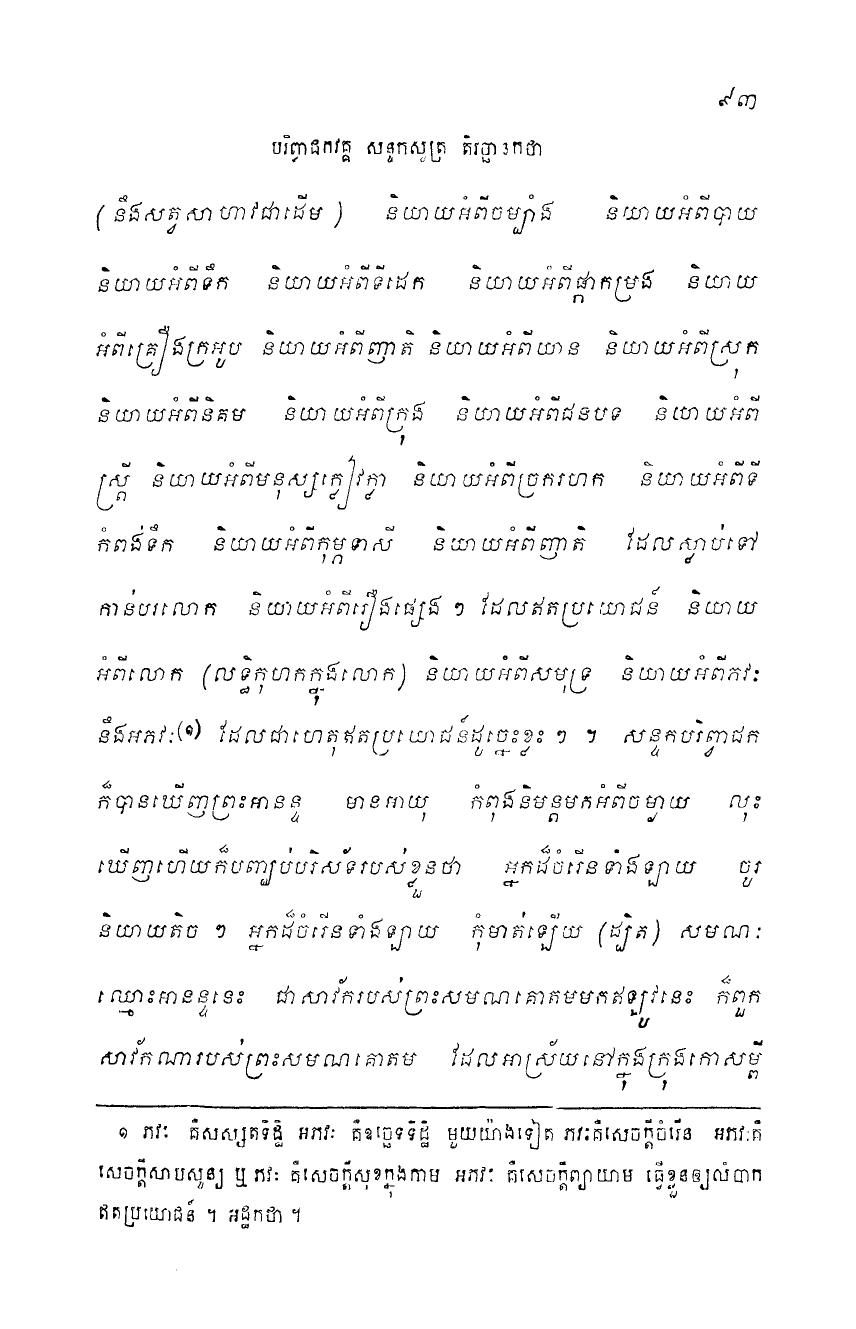 ៩៣
បរិព្វាជកវគ្គ សន្ទកសូត្រ តិរច្ឆានកថា
(នឹងសត្វសាហាវជាដើម) និយាយអំពីចម្បាំង និយាយអំពីបាយ
និយាយអំពីទឹក និយាយអំពីទីដេក និយាយអំពីផ្កាកម្រង និយាយ
អំពីគ្រឿងក្រអូប និយាយអំពីញាតិ និយាយអំពីយាន និយាយអំពីស្រុក
និយាយអំពីនិគម និយាយអំពីក្រុង និយាយអំពីជនបទ និយាយអំពី
ស្ត្រី និយាយអំពីមនុស្សក្លៀវក្លា និយាយអំពីច្រករហក និយាយអំពីទី
កំពង់ទឹក និយាយអំពីកុម្ភទាសី និយាយអំពីញាតិ ដែលស្លាប់ទៅ
កាន់បរលោក និយាយអំពីរឿងផ្សេង ៗ ដែលឥតប្រយោជន៍ និយាយ
អំពីលោក (លទ្ធិកុហកក្នុងលោក) និយាយអំពីសមុទ្រ និយាយអំពីភវៈ
នឹងអភវៈ(១) ដែលជាហេតុឥតប្រយោជន៍ដូច្នេះខ្លះ ៗ ។ សន្ទកបរិព្វាជក
ក៏បានឃើញព្រះអានន្ទ មានអាយុ កំពុងនិមន្តមកអំពីចម្ងាយ លុះ
ឃើញហើយក៏បញ្ឈប់បរិស័ទរបស់ខ្លួនថា អ្នកដ៏ចំរើនទាំងឡាយ ចូរ
និយាយតិច ៗ អ្នកដ៏ចំរើនទាំងឡាយ កុំមាត់ឡើយ (ដ្បិត) សមណៈ
ឈ្មោះអានន្ទនេះ ជាសាវ័ករបស់ព្រះសមណគោតមមកឥឡូវនេះ ក៏ពួក
សាវ័កណារបស់ព្រះសមណគោតម ដែលអាស្រ័យនៅក្នុងក្រុងកោសម្ពី
១ ភវៈ គឺសស្សតទិដ្ឋិ អភវៈ គឺឧច្ឆេទទិដ្ឋិ មួយយ៉ាងទៀត ភវៈគឺសេចក្តីចំរើន អភវៈគឺ
សេចក្តីសាបសូន្យ ឬ ភវៈ គឺសេចក្តីសុខក្នុងកាម អភវៈ គឺសេចក្តីព្យាយាម ធ្វើខ្លួនឲ្យលំបាក
ឥតប្រយោជន៍ ។ អដ្ឋកថា ។